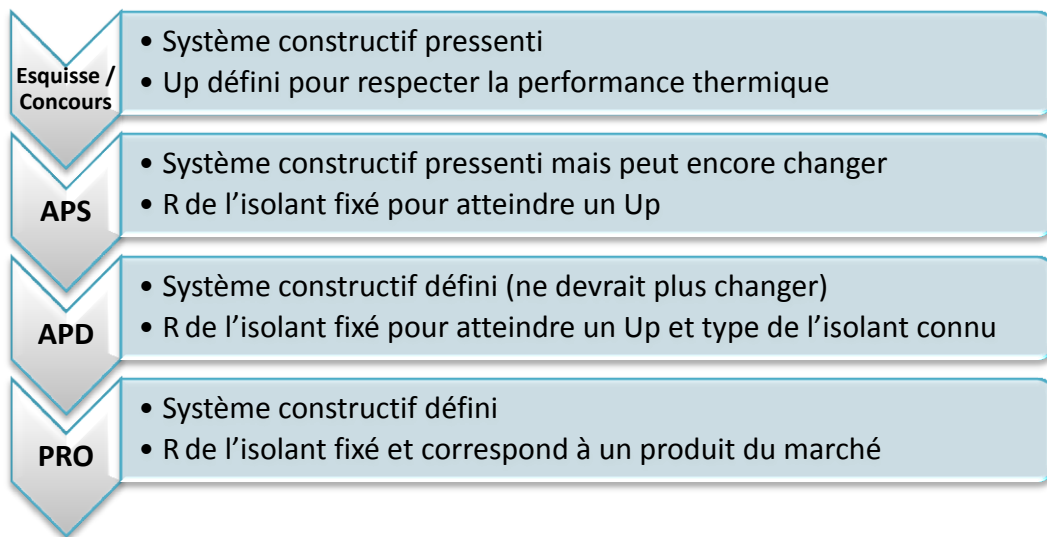 Esquisse /
Concours
• Système constructif pressenti
• Up défini pour respecter la performance thermique
APS
• Système constructif pressenti mais peut encore changer
• R de l’isolant fixé pour atteindre un Up
APD
• Système constructif défini (ne devrait plus changer)
• R de l’isolant fixé pour atteindre un Up et type de l’isolant connu
PRO
• Système constructif défini
• R de l’isolant fixé et correspond à un produit du marché